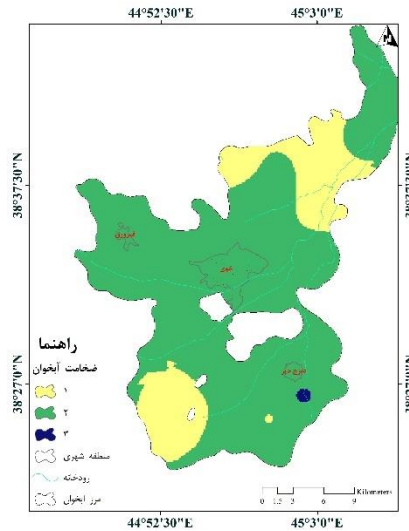 44°52'30"E
45°3'0"E
N
38°37'30"N
فیرورق
خوی
38°27'0"N
راهنما
ضخامت آبخوان
۱
۲
۳
منطقه شهری
رودخانه
مرز آبخوان
Kilometers
0 1.5 3 6 9
44°52'30"E
45°3'0"E